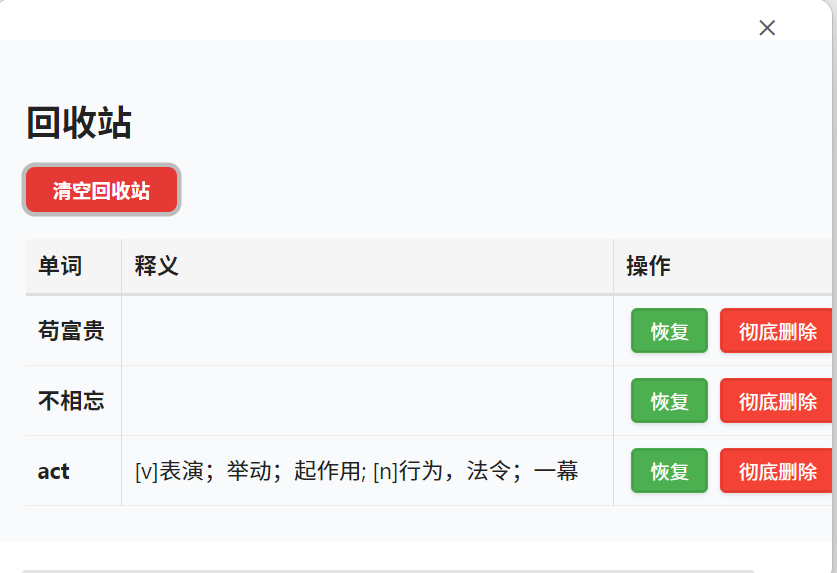 回收站
清空回收站
单词 释义 操作
苟富贵 恢复 彻底删除
不相忘 恢复 彻底删除
act [v]表演；举动；起作用; [n]行为，法令；一幕 恢复 彻底删除